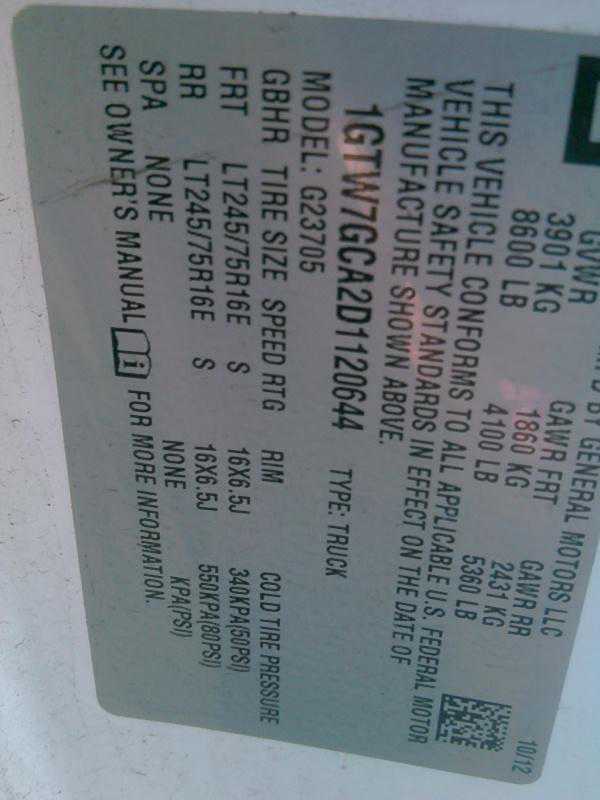 BY GENERAL MOTORS LLC 10/12
GVWR GAWR FRT GAWR RR
3901 KG 1860 KG 2431 KG
8600 LB 4100 LB 5360 LB
THIS VEHICLE CONFORMS TO ALL APPLICABLE U.S. FEDERAL MOTOR
VEHICLE SAFETY STANDARDS IN EFFECT ON THE DATE OF
MANUFACTURE SHOWN ABOVE.
1GTW7GCA2D1120644 TYPE: TRUCK
MODEL: G23705
GBHR TIRE SIZE SPEED RTG RIM COLD TIRE PRESSURE
FRT LT245/75R16E S 16X6.5J 340KPA(50PSI)
RR LT245/75R16E S 16X6.5J 550KPA(80PSI)
SPA NONE NONE KPA(PSI)
SEE OWNER'S MANUAL i FOR MORE INFORMATION.